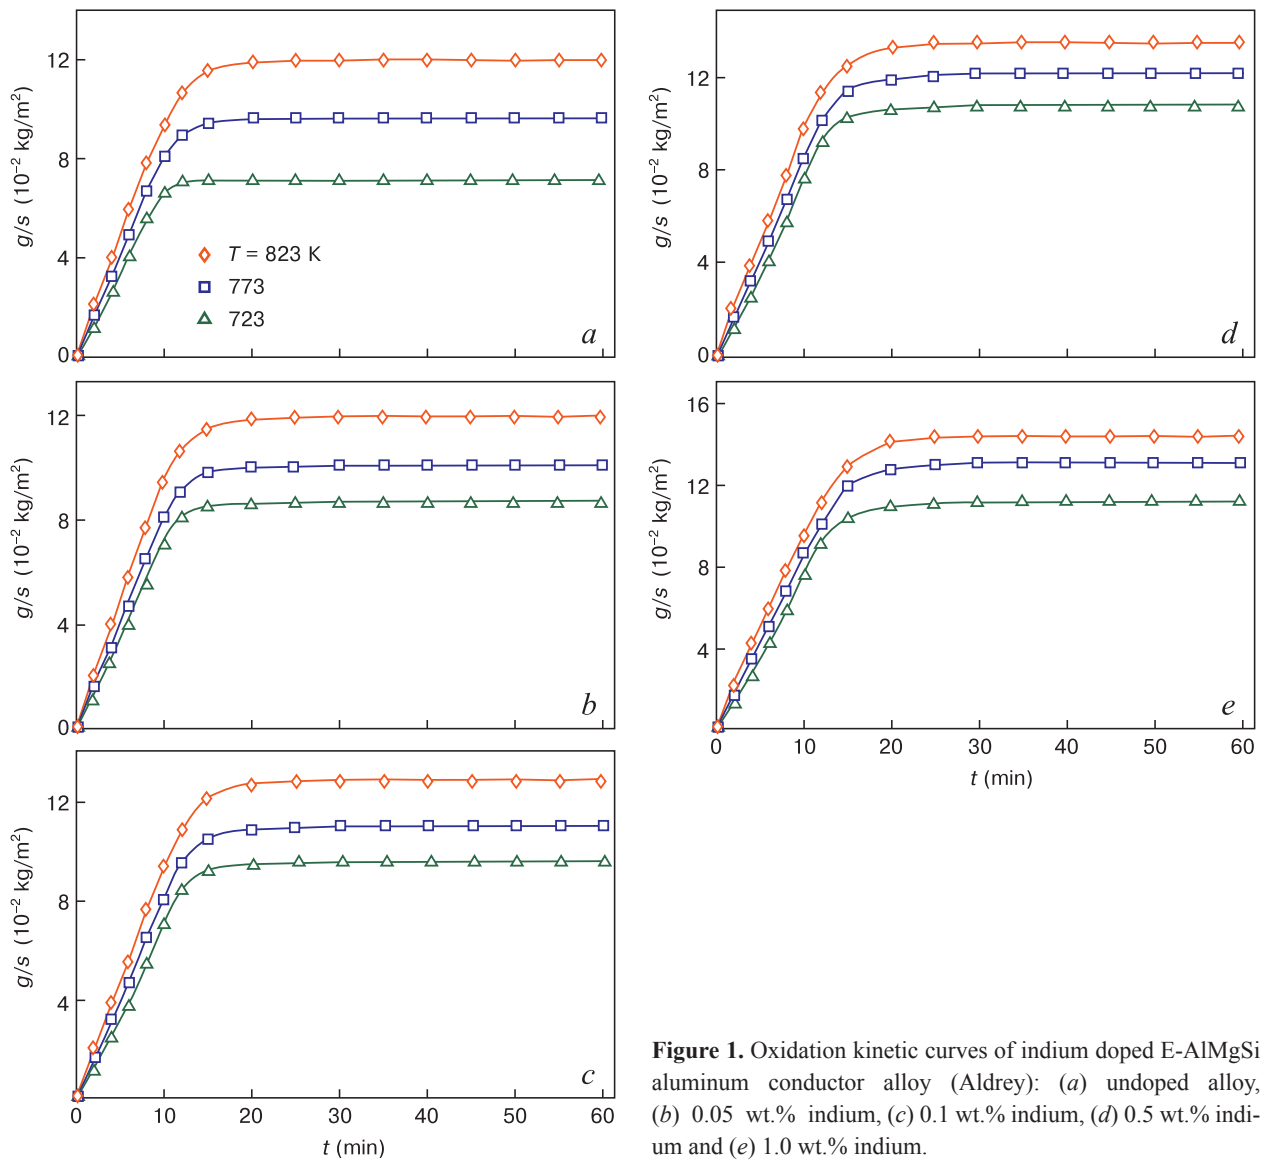 12
8
4
0
g/s (10⁻² kg/m²)
T = 823 K
773
723
a
12
8
4
0
g/s (10⁻² kg/m²)
b
12
8
4
g/s (10⁻² kg/m²)
c
0 10 20 30 40 50 60
t (min)
12
8
4
0
g/s (10⁻² kg/m²)
d
16
12
8
4
g/s (10⁻² kg/m²)
e
0 10 20 30 40 50 60
t (min)
Figure 1. Oxidation kinetic curves of indium doped E-AlMgSi
aluminum conductor alloy (Aldrey): (a) undoped alloy,
(b) 0.05 wt.% indium, (c) 0.1 wt.% indium, (d) 0.5 wt.% indi-
um and (e) 1.0 wt.% indium.